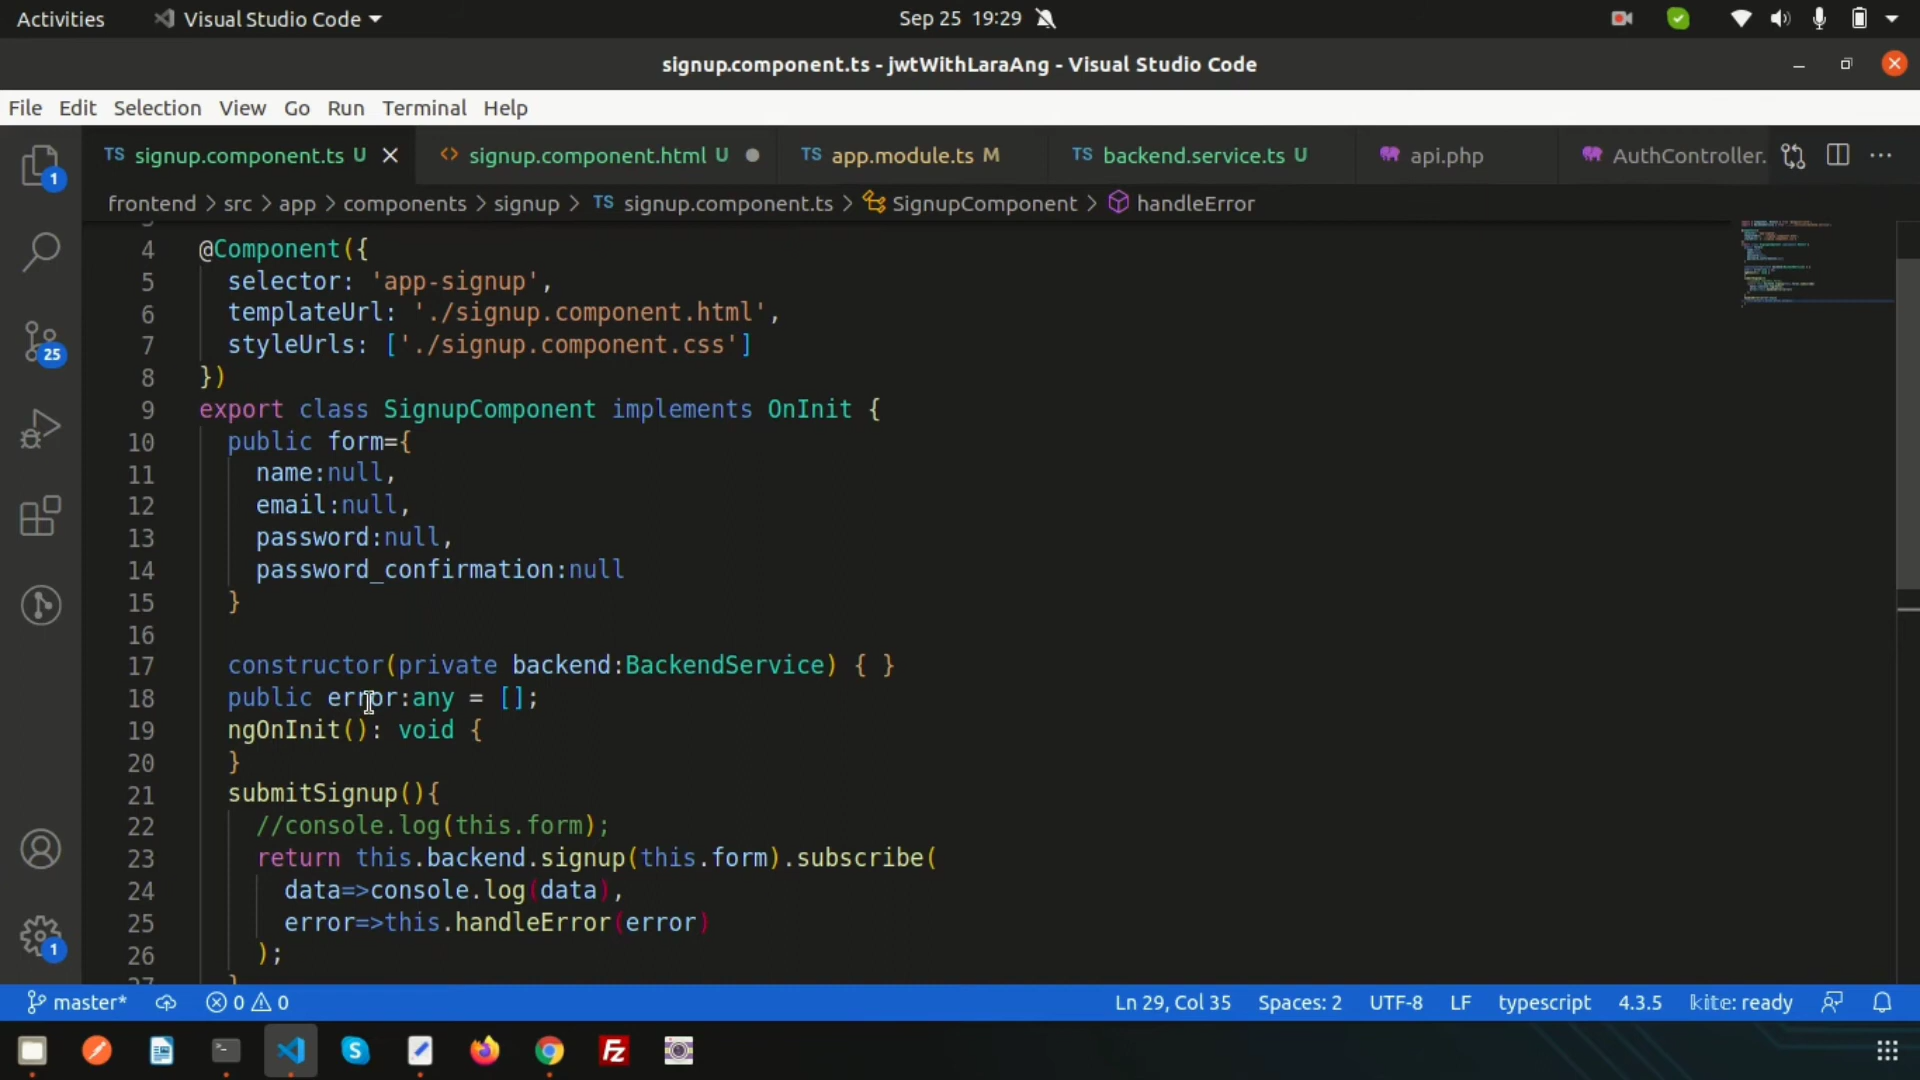 Activities
Visual Studio Code
Sep 25 19:29
signup.component.ts - jwtWithLaraAng - Visual Studio Code
File Edit Selection View Go Run Terminal Help
TS signup.component.ts U
<> signup.component.html U
TS app.module.ts M
TS backend.service.ts U
api.php
AuthController.
1
frontend > src > app > components > signup > TS signup.component.ts > SignupComponent > handleError
4 @Component({
5 selector: 'app-signup',
6 templateUrl: './signup.component.html',
7 styleUrls: ['./signup.component.css']
8 })
9 export class SignupComponent implements OnInit {
10 public form={
11 name:null,
12 email:null,
13 password:null,
14 password_confirmation:null
15 }
16
17 constructor(private backend:BackendService) { }
18 public error:any = [];
19 ngOnInit(): void {
20 }
21 submitSignup(){
22 //console.log(this.form);
23 return this.backend.signup(this.form).subscribe(
24 data=>console.log(data),
25 error=>this.handleError(error)
26 );
25
1
master* 0 0 Ln 29, Col 35 Spaces: 2 UTF-8 LF typescript 4.3.5 kite: ready
Fz